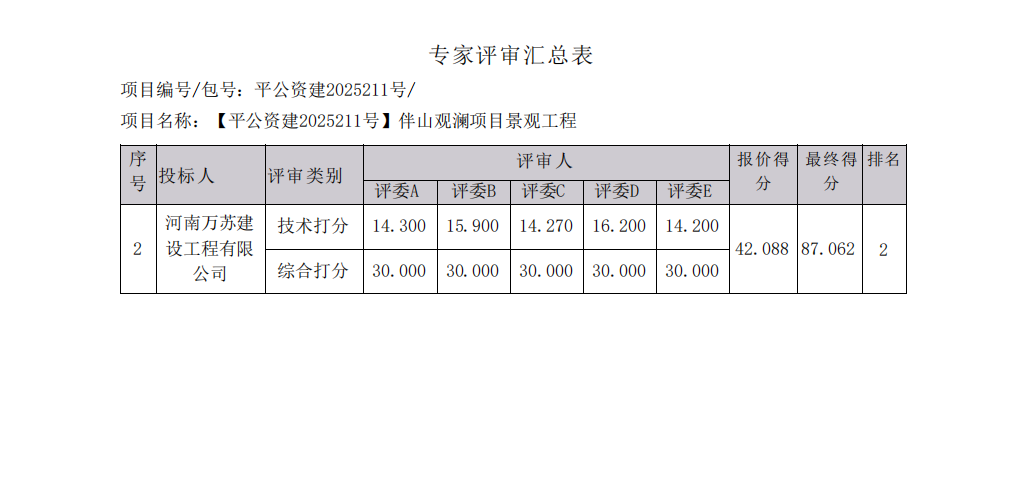 专家评审汇总表
项目编号/包号：平公资建2025211号/
项目名称：【平公资建2025211号】伴山观澜项目景观工程
序号 投标人 评审类别 评审人 报价得分 最终得分 排名
评委A 评委B 评委C 评委D 评委E
2 河南万苏建设工程有限公司 技术打分 14.300 15.900 14.270 16.200 14.200 42.088 87.062 2
综合打分 30.000 30.000 30.000 30.000 30.000